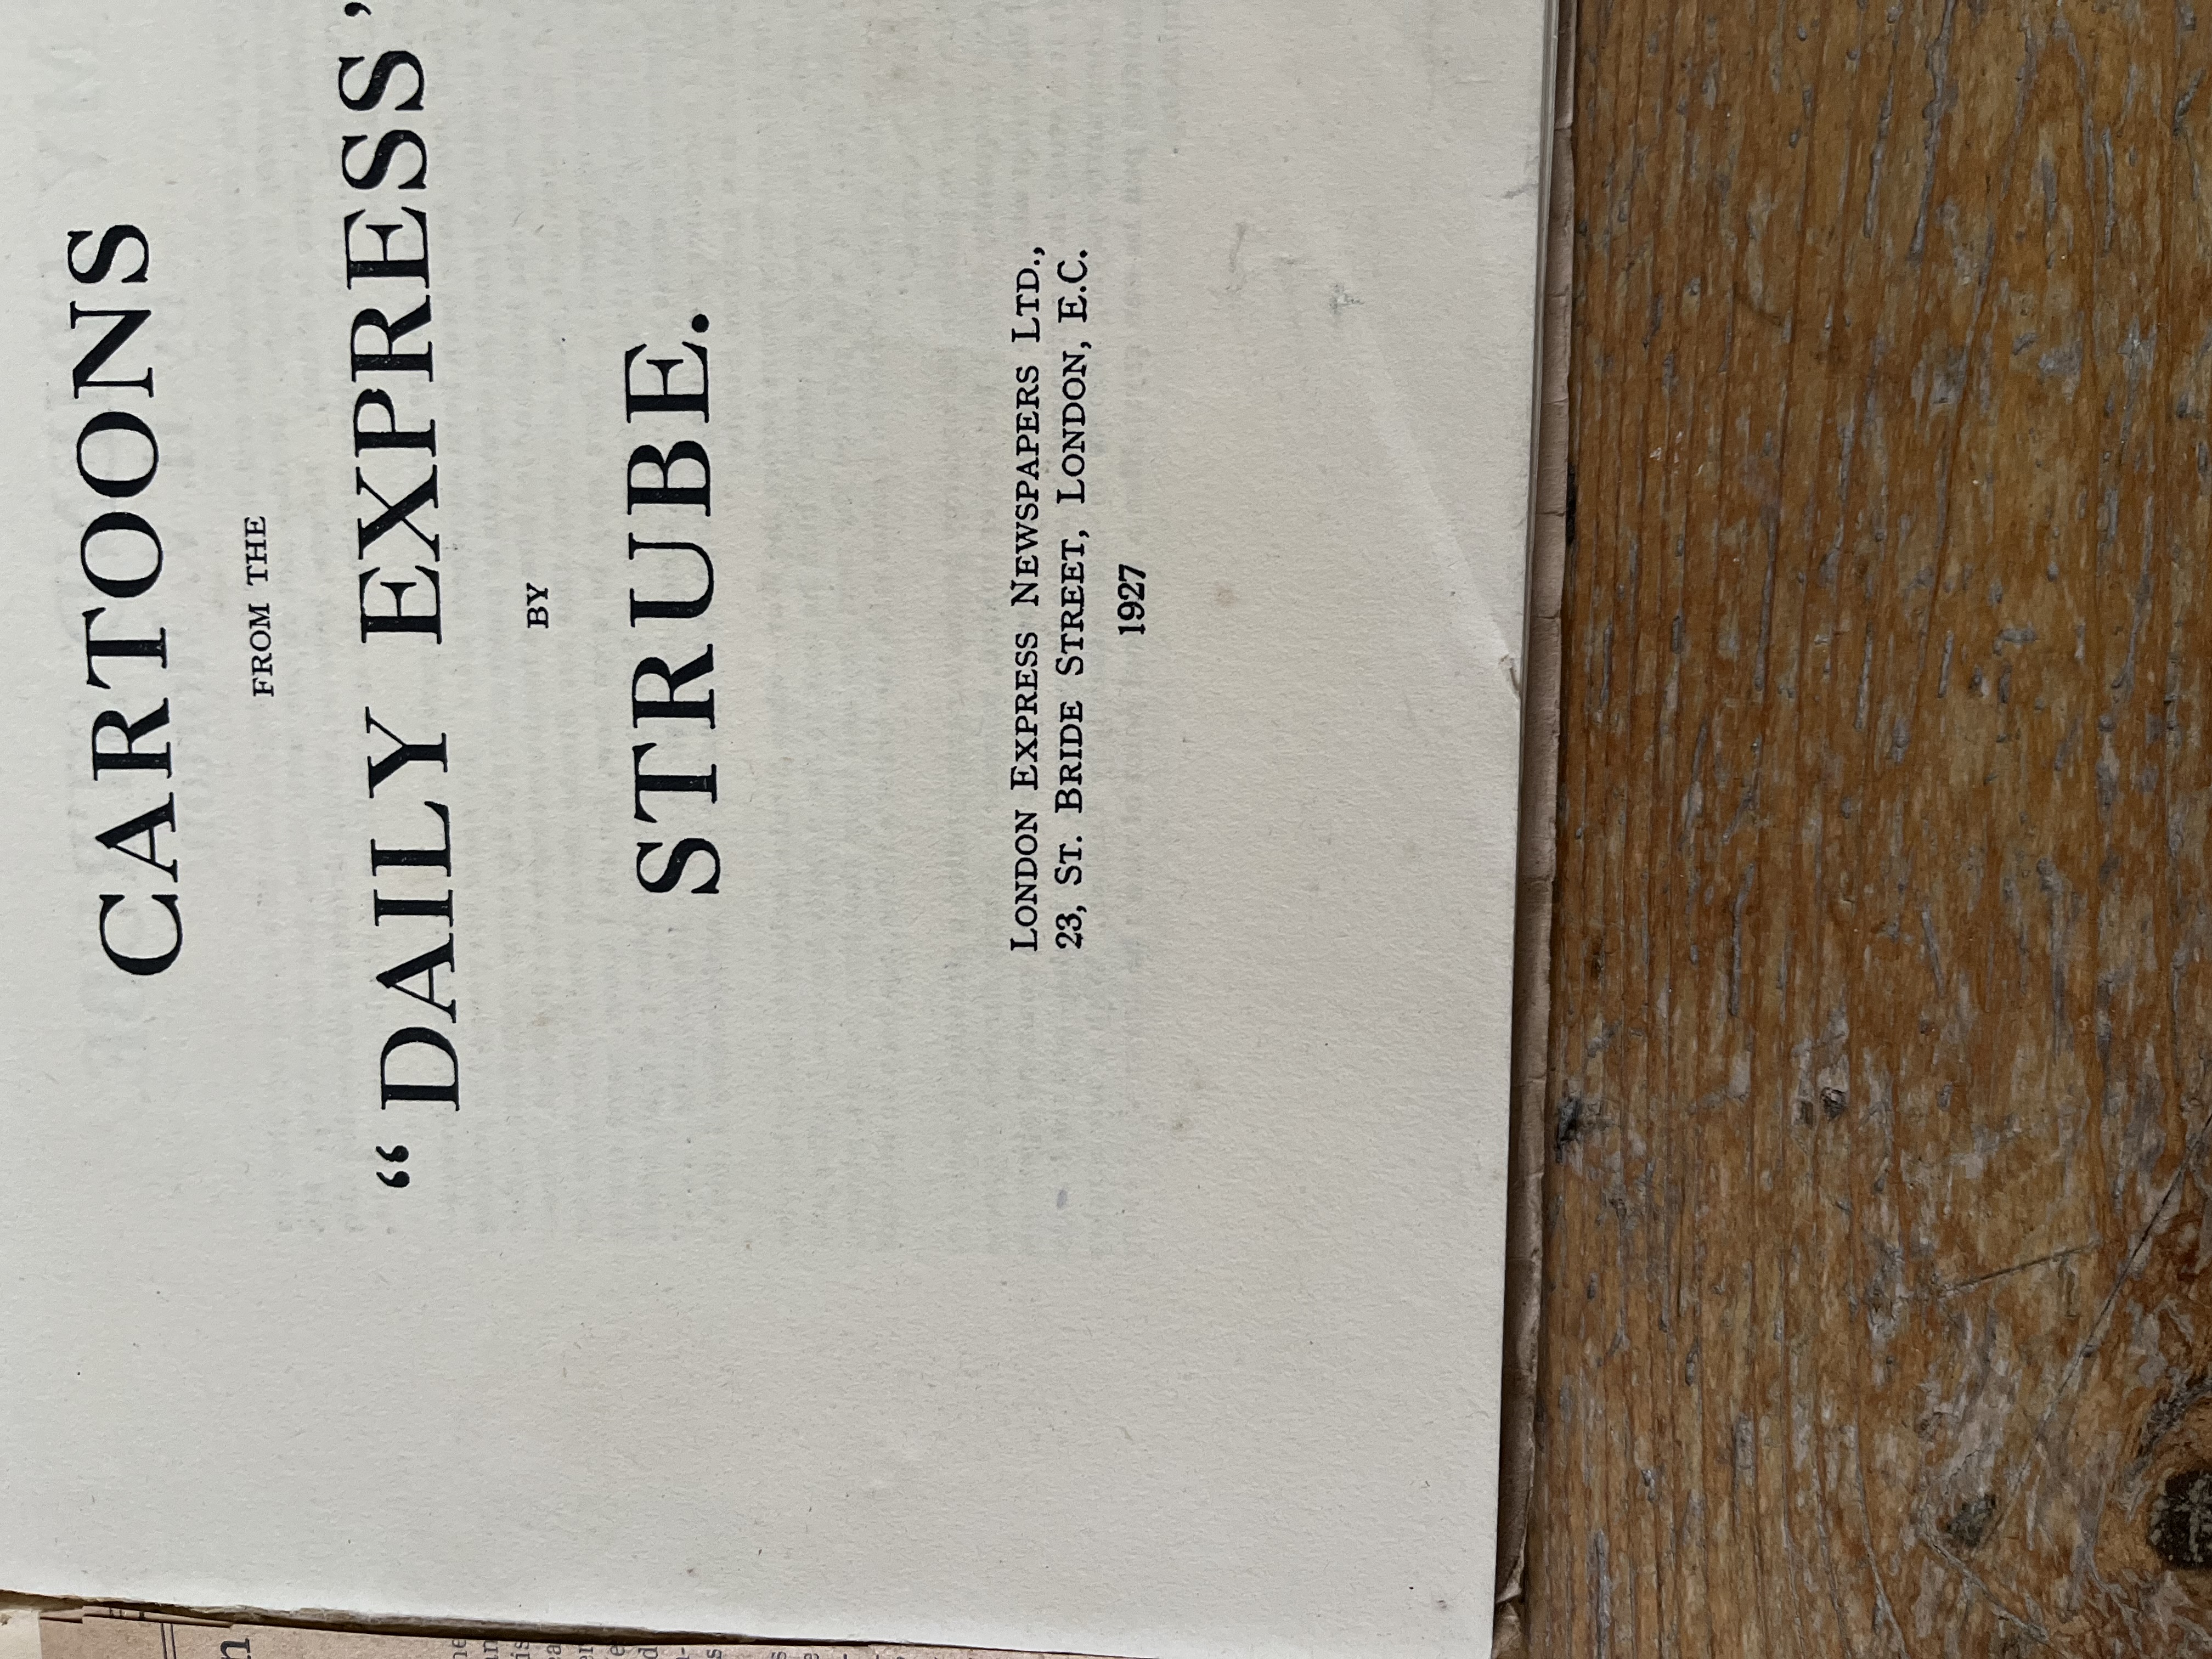 CARTOONS
FROM THE
“ DAILY EXPRESS ’
BY
STRUBE.
LONDON EXPRESS NEWSPAPERS LTD.,
23, ST. BRIDE STREET, LONDON, E.C.
1927